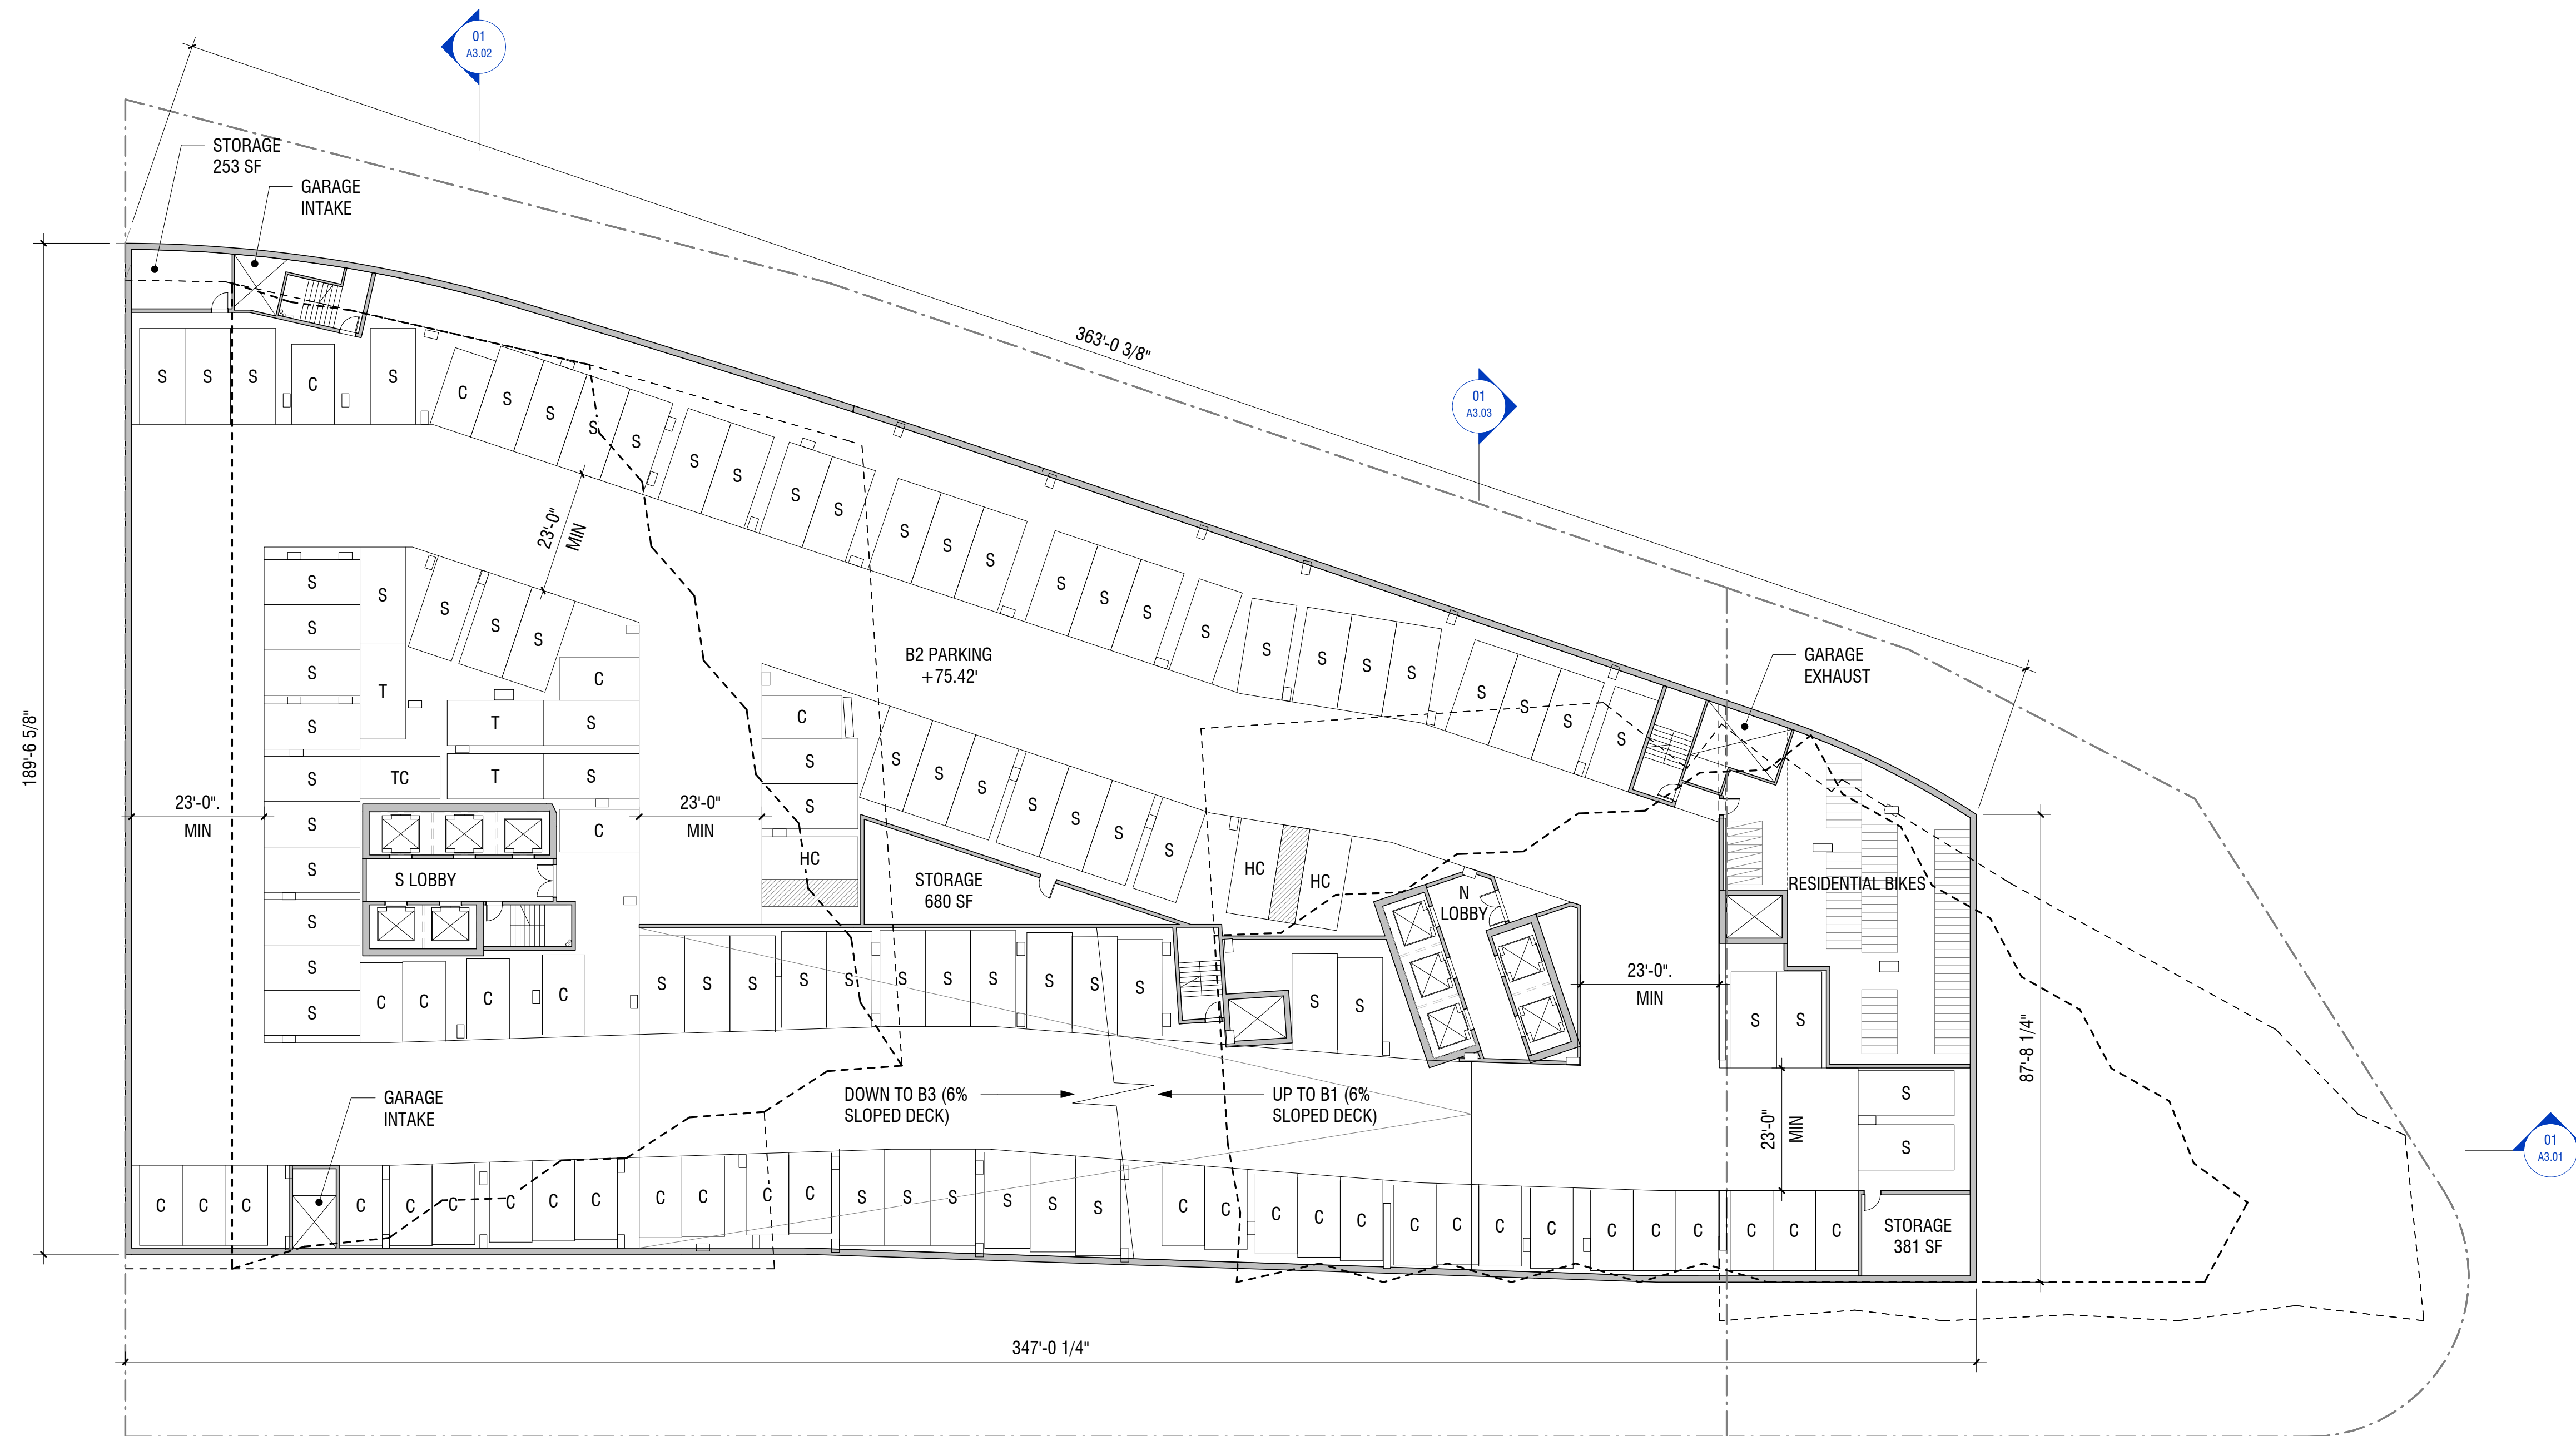 01
A3.02
STORAGE
253 SF
GARAGE
INTAKE
363'-0 3/8"
01
A3.03
S S S C S
C S S S S
S S
S S
S S S
S S S
S
S
S S S
S S S
S
23'-0"
MIN
S
S
S
S
S
S
S
S
S
S
S
T
TC
S
S S
C
T S
T S
C
B2 PARKING
+75.42'
GARAGE
EXHAUST
C
S
S
HC
S S S
S S S
S
HC HC
189'-6 5/8"
23'-0".
MIN
23'-0"
MIN
S LOBBY
STORAGE
680 SF
N
LOBBY
RESIDENTIAL BIKES
C C C C
S S S S S S S S S S S
S S
23'-0".
MIN
S S
87'-8 1/4"
GARAGE
INTAKE
DOWN TO B3 (6%
SLOPED DECK)
UP TO B1 (6%
SLOPED DECK)
23'-0"
MIN
S
S
01
A3.01
C C C C C C C C C C C C C S S S S S S C C C C C C C C C C C C C C C
STORAGE
381 SF
347'-0 1/4"